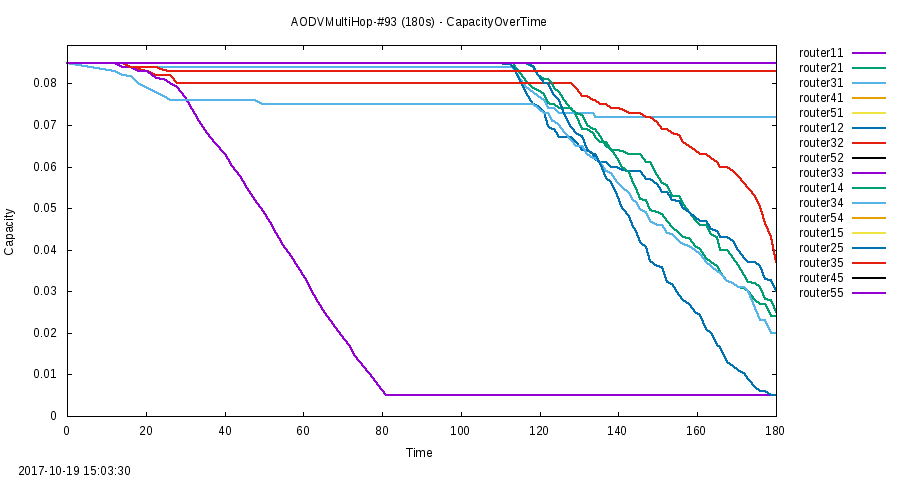 AODVMultiHop-#93 (180s) - CapacityOverTime
Capacity
0.08
0.07
0.06
0.05
0.04
0.03
0.02
0.01
0
0 20 40 60 80 100 120 140 160 180
Time
router11
router21
router31
router41
router51
router12
router32
router52
router33
router14
router34
router54
router15
router25
router35
router45
router55
2017-10-19 15:03:30